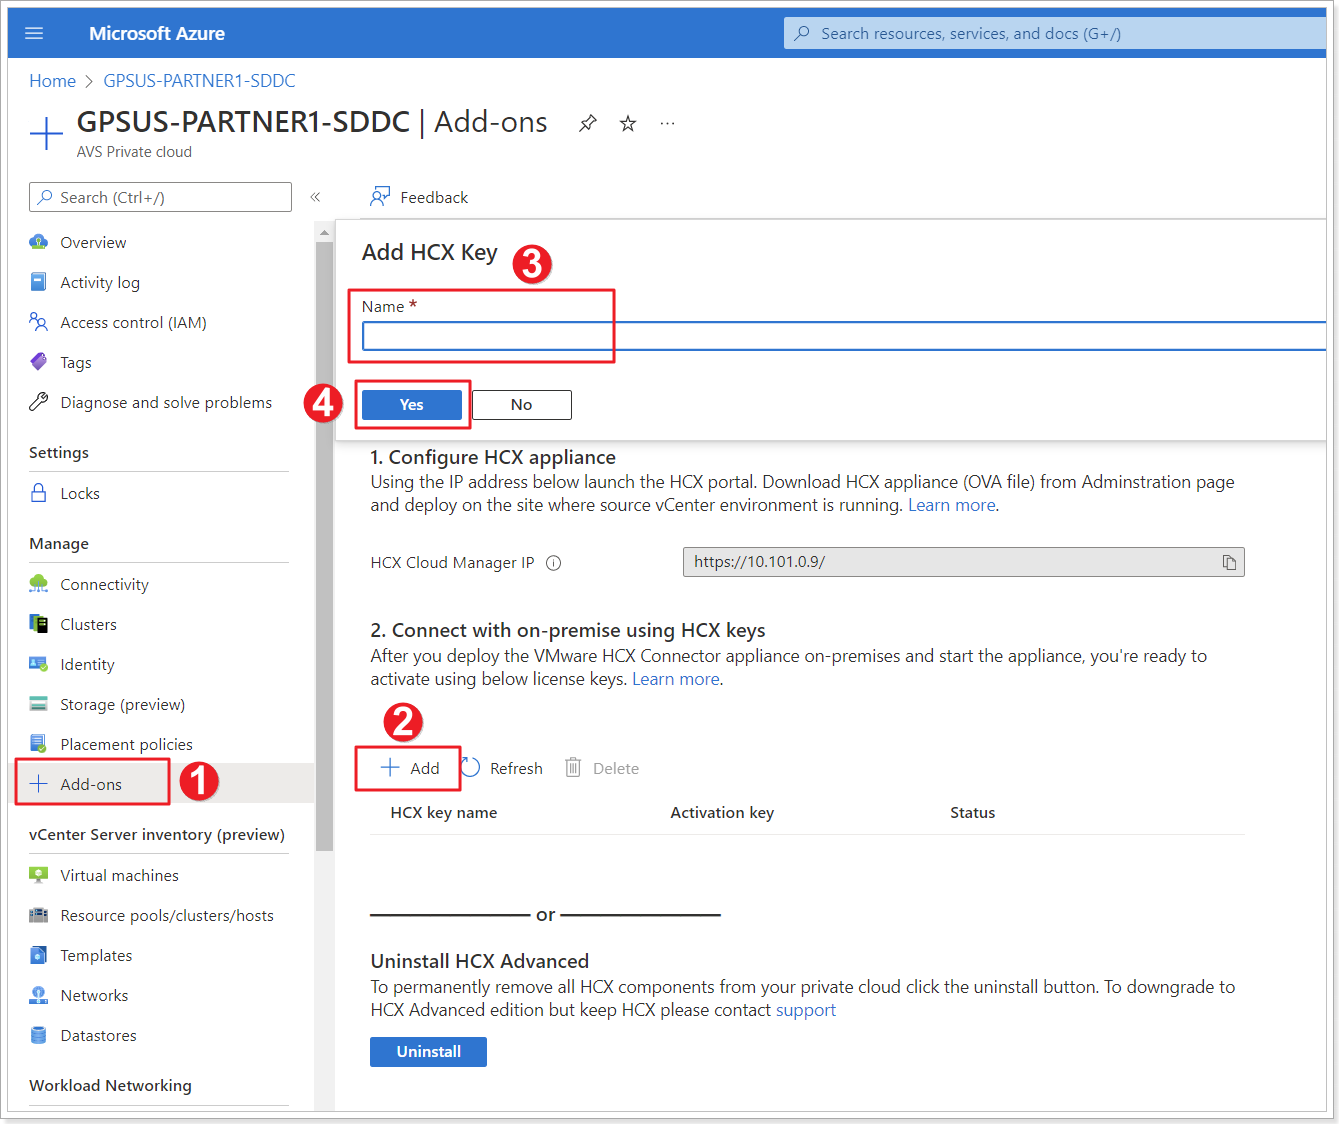 Microsoft Azure
Search resources, services, and docs (G+/)
Home > GPSUS-PARTNER1-SDDC
GPSUS-PARTNER1-SDDC | Add-ons ···
AVS Private cloud
Search (Ctrl+/)
«
Overview
Activity log
Access control (IAM)
Tags
Diagnose and solve problems
Settings
Locks
Manage
Connectivity
Clusters
Identity
Storage (preview)
Placement policies
Add-ons
1
vCenter Server inventory (preview)
Virtual machines
Resource pools/clusters/hosts
Templates
Networks
Datastores
Workload Networking
Feedback
Add HCX Key
3
Name *
4
Yes
No
1. Configure HCX appliance
Using the IP address below launch the HCX portal. Download HCX appliance (OVA file) from Adminstration page
and deploy on the site where source vCenter environment is running. Learn more.
HCX Cloud Manager IP
https://10.101.0.9/
2. Connect with on-premise using HCX keys
After you deploy the VMware HCX Connector appliance on-premises and start the appliance, you're ready to
activate using below license keys. Learn more.
2
Add
Refresh
Delete
HCX key name
Activation key
Status
or
Uninstall HCX Advanced
To permanently remove all HCX components from your private cloud click the uninstall button. To downgrade to
HCX Advanced edition but keep HCX please contact support
Uninstall